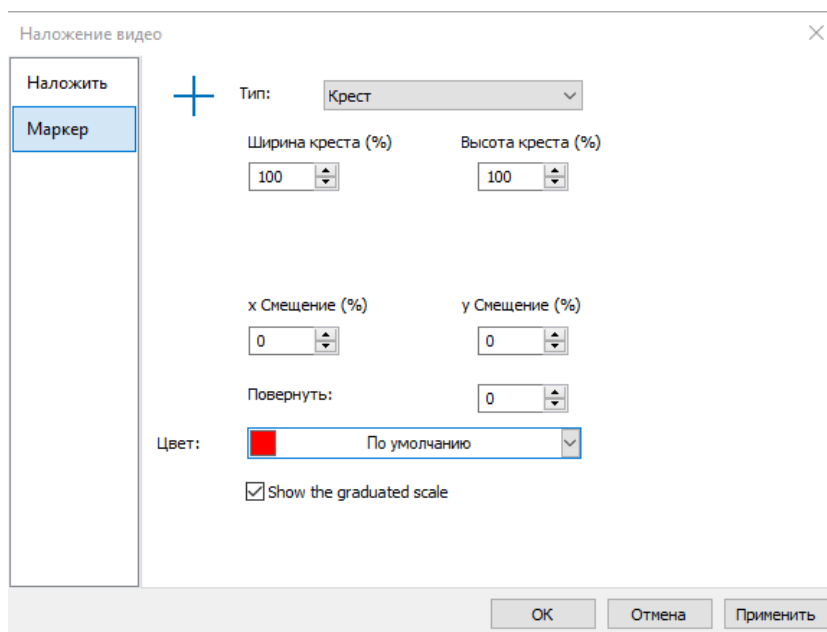 Наложение видео
Наложить
Маркер
Тип: Крест
Ширина креста (%) Высота креста (%)
100 100
x Смещение (%) y Смещение (%)
0 0
Повернуть: 0
Цвет: По умолчанию
Show the graduated scale
ОК Отмена Применить